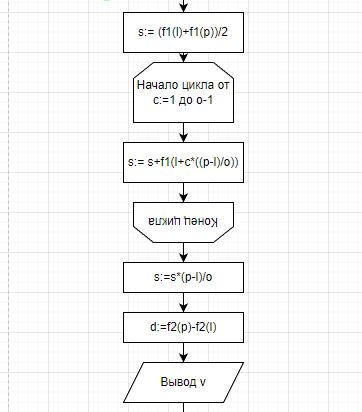 s:= (f1(l)+f1(p))/2
Начало цикла от
c:=1 до o-1
s:= s+f1(l+c*((p-l)/o))
Конец цикла
s:=s*(p-l)/o
d:=f2(p)-f2(l)
Вывод v